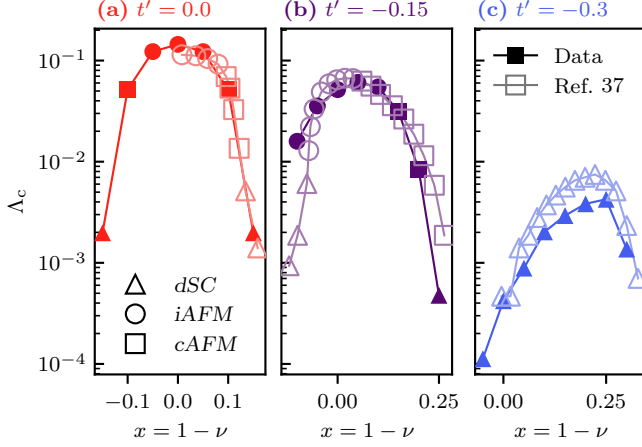 (a) t′ = 0.0
(b) t′ = −0.15
(c) t′ = −0.3
Λc
10⁻¹
10⁻²
10⁻³
10⁻⁴
dSC
iAFM
cAFM
Data
Ref. 37
−0.1 0.0 0.1
0.00 0.25
0.00 0.25
x = 1 − ν
x = 1 − ν
x = 1 − ν